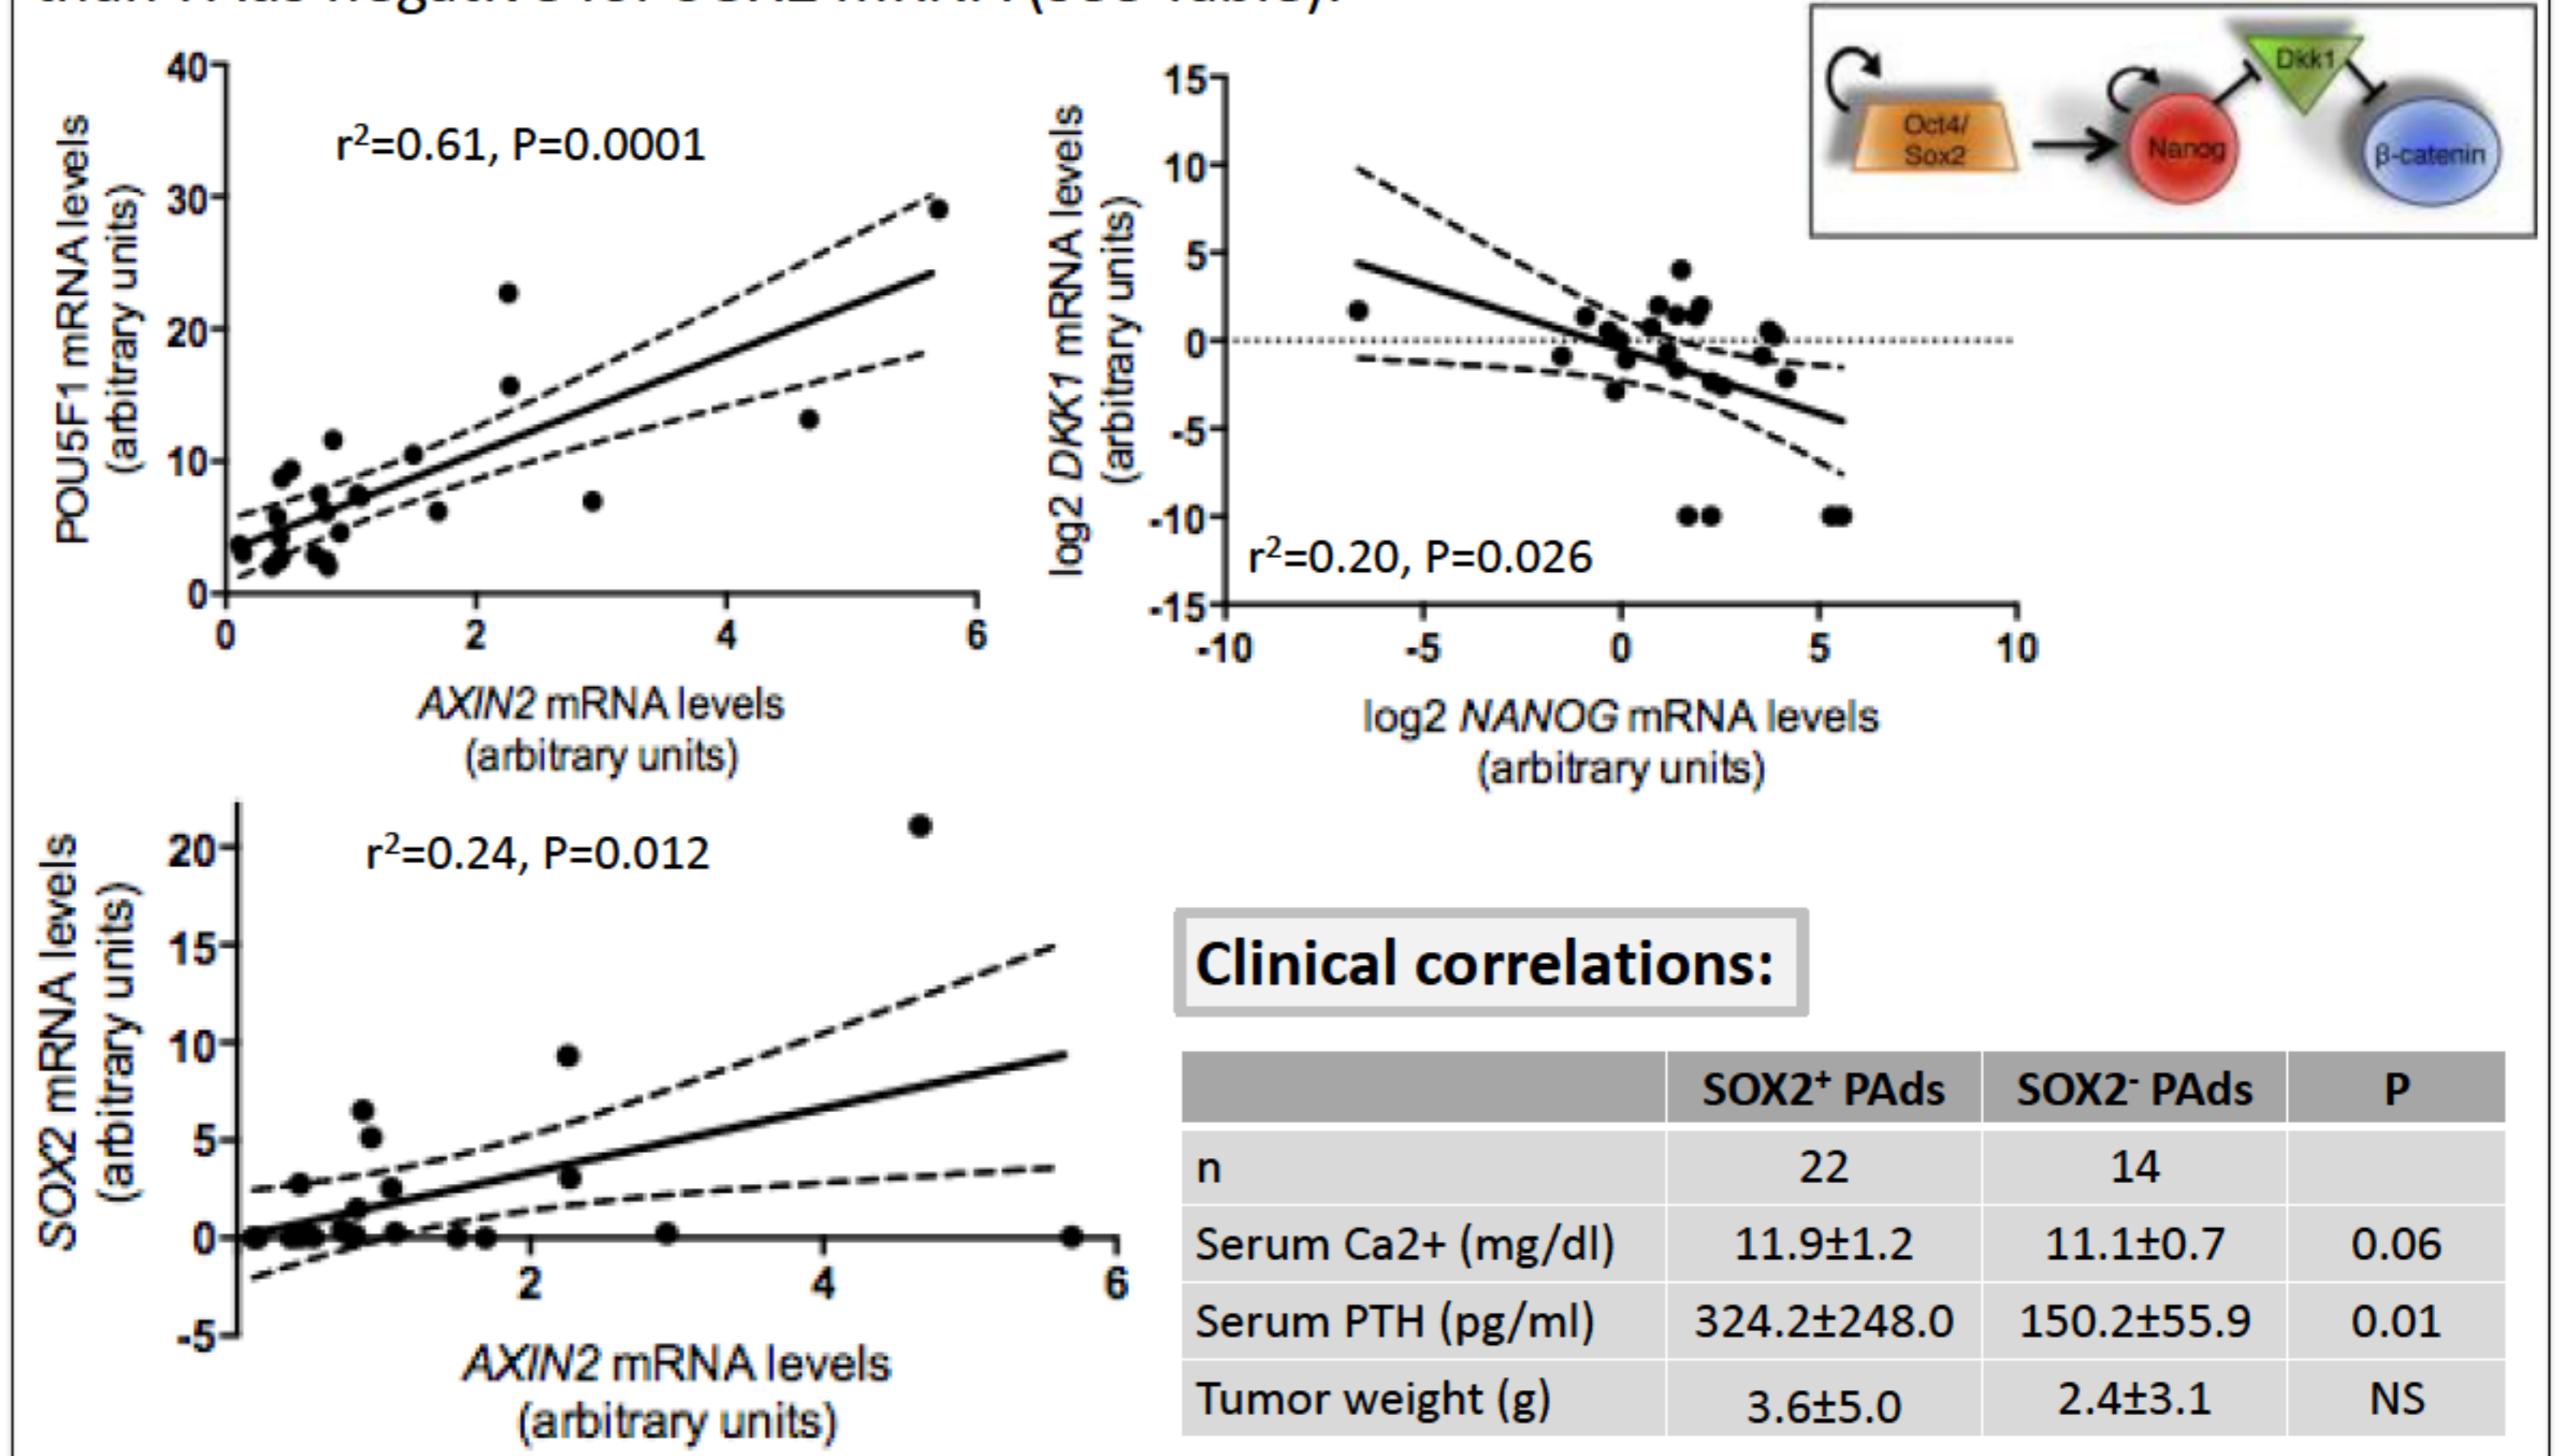 40
30
20
10
0
0 2 4 6
POU5F1 mRNA levels
(arbitrary units)
r²=0.61, P=0.0001
AXIN2 mRNA levels
(arbitrary units)
15
10
5
0
-5
-10
-15
-10 -5 0 5 10
log2 DKK1 mRNA levels
(arbitrary units)
r²=0.20, P=0.026
log2 NANOG mRNA levels
(arbitrary units)
Oct4/
Sox2
Nanog
Dkk1
β-catenin
20
15
10
5
0
-5
2 4 6
SOX2 mRNA levels
(arbitrary units)
r²=0.24, P=0.012
AXIN2 mRNA levels
(arbitrary units)
Clinical correlations:
SOX2⁺ PAds SOX2⁻ PAds P
n 22 14
Serum Ca2+ (mg/dl) 11.9±1.2 11.1±0.7 0.06
Serum PTH (pg/ml) 324.2±248.0 150.2±55.9 0.01
Tumor weight (g) 3.6±5.0 2.4±3.1 NS